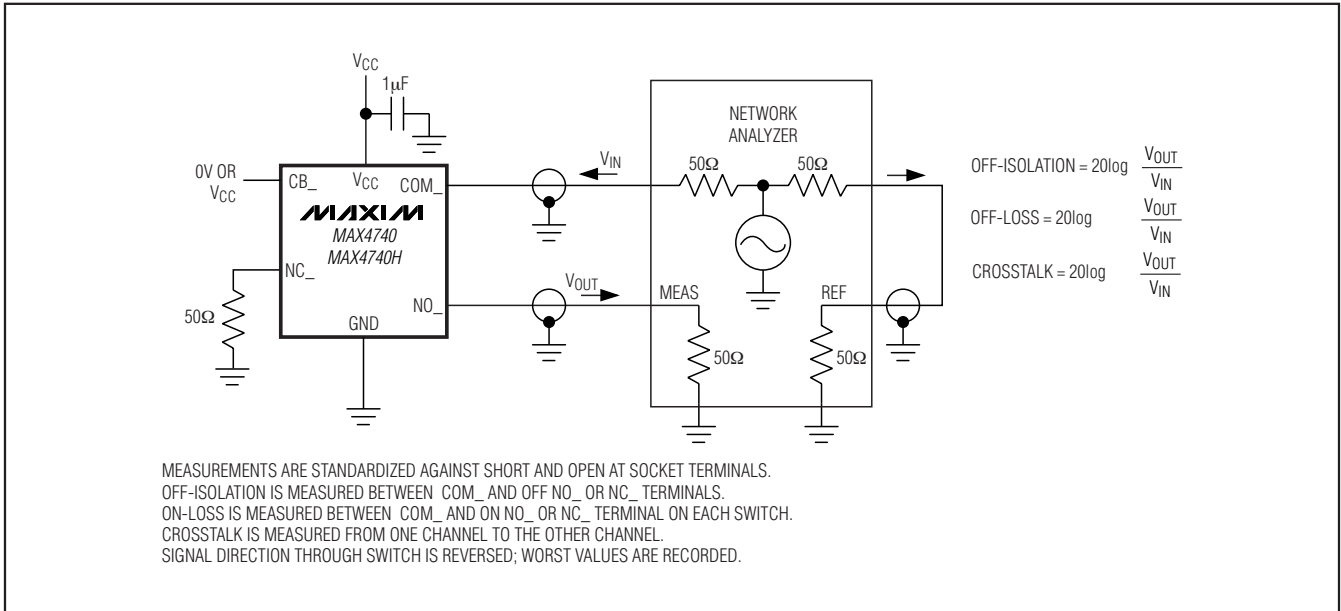 VCC
1µF
0V OR
VCC
CB_
VCC
COM_
MAXIM
MAX4740
MAX4740H
NC_
NO_
GND
50Ω
VIN
VOUT
NETWORK
ANALYZER
50Ω
50Ω
MEAS
REF
50Ω
50Ω
OFF-ISOLATION = 20log VOUT
VIN
OFF-LOSS = 20log VOUT
VIN
CROSSTALK = 20log VOUT
VIN
MEASUREMENTS ARE STANDARDIZED AGAINST SHORT AND OPEN AT SOCKET TERMINALS.
OFF-ISOLATION IS MEASURED BETWEEN COM_ AND OFF NO_ OR NC_ TERMINALS.
ON-LOSS IS MEASURED BETWEEN COM_ AND ON NO_ OR NC_ TERMINAL ON EACH SWITCH.
CROSSTALK IS MEASURED FROM ONE CHANNEL TO THE OTHER CHANNEL.
SIGNAL DIRECTION THROUGH SWITCH IS REVERSED; WORST VALUES ARE RECORDED.